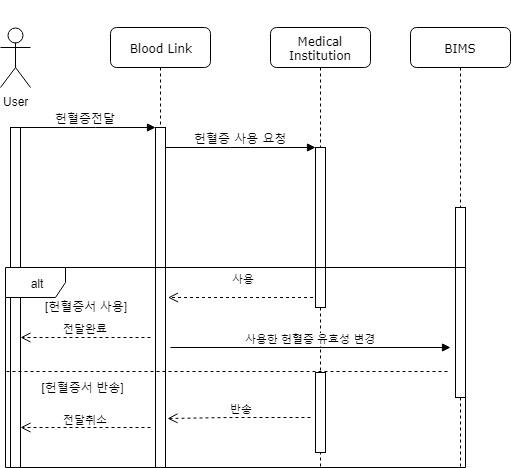 Blood Link
Medical
Institution
BIMS
User
헌혈증전달
헌혈증 사용 요청
alt
사용
[헌혈증서 사용]
전달완료
사용한 헌혈증 유효성 변경
[헌혈증서 반송]
반송
전달취소